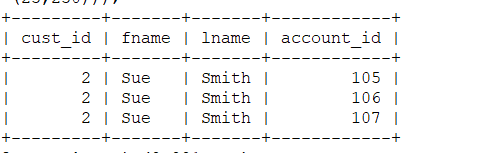 +---------+-------+-------+------------+
| cust_id | fname | lname | account_id |
+---------+-------+-------+------------+
|       2 | Sue   | Smith |        105 |
|       2 | Sue   | Smith |        106 |
|       2 | Sue   | Smith |        107 |
+---------+-------+-------+------------+